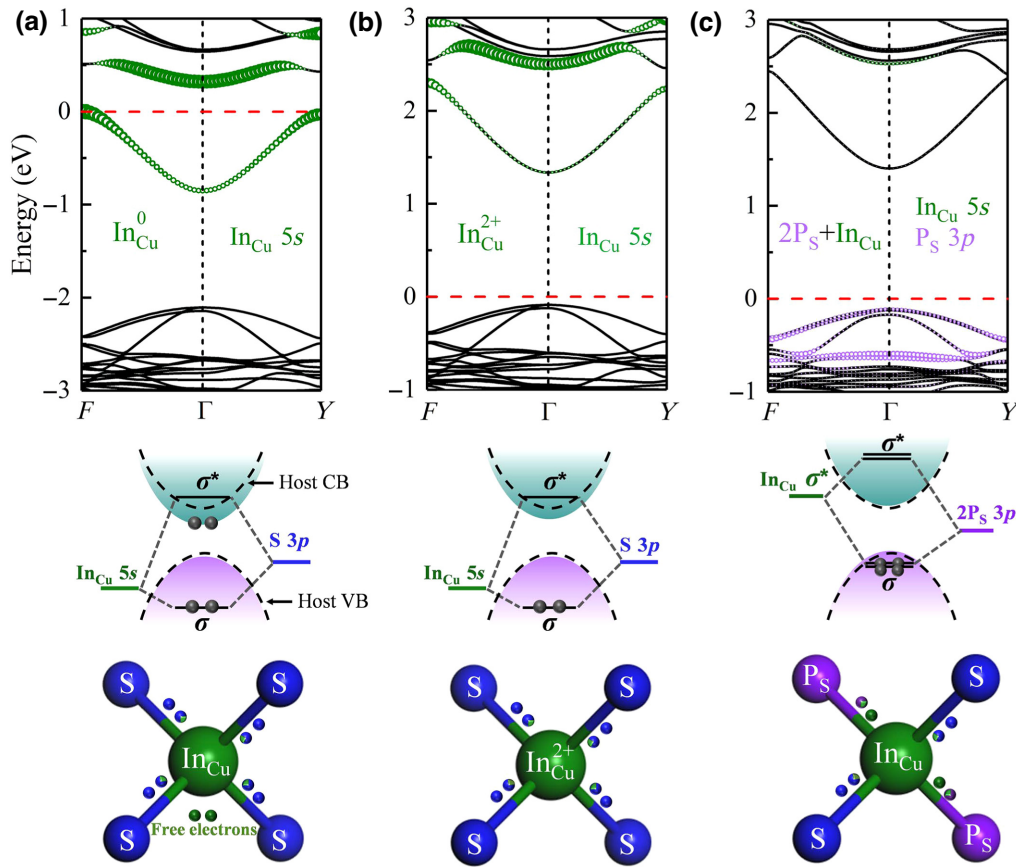 (a)
(b)
(c)
Energy (eV)
1
0
−1
−2
−3
In⁰Cu
InCu 5s
F
Γ
Y
3
2
1
0
−1
In²⁺Cu
InCu 5s
F
Γ
Y
3
2
1
0
−1
2PS+InCu
InCu 5s
PS 3p
F
Γ
Y
σ*
Host CB
S 3p
InCu 5s
Host VB
σ
σ*
S 3p
InCu 5s
σ
σ*
InCu σ*
2PS 3p
σ
S
S
InCu
S
S
Free electrons
S
S
In²⁺Cu
S
S
PS
S
InCu
S
PS